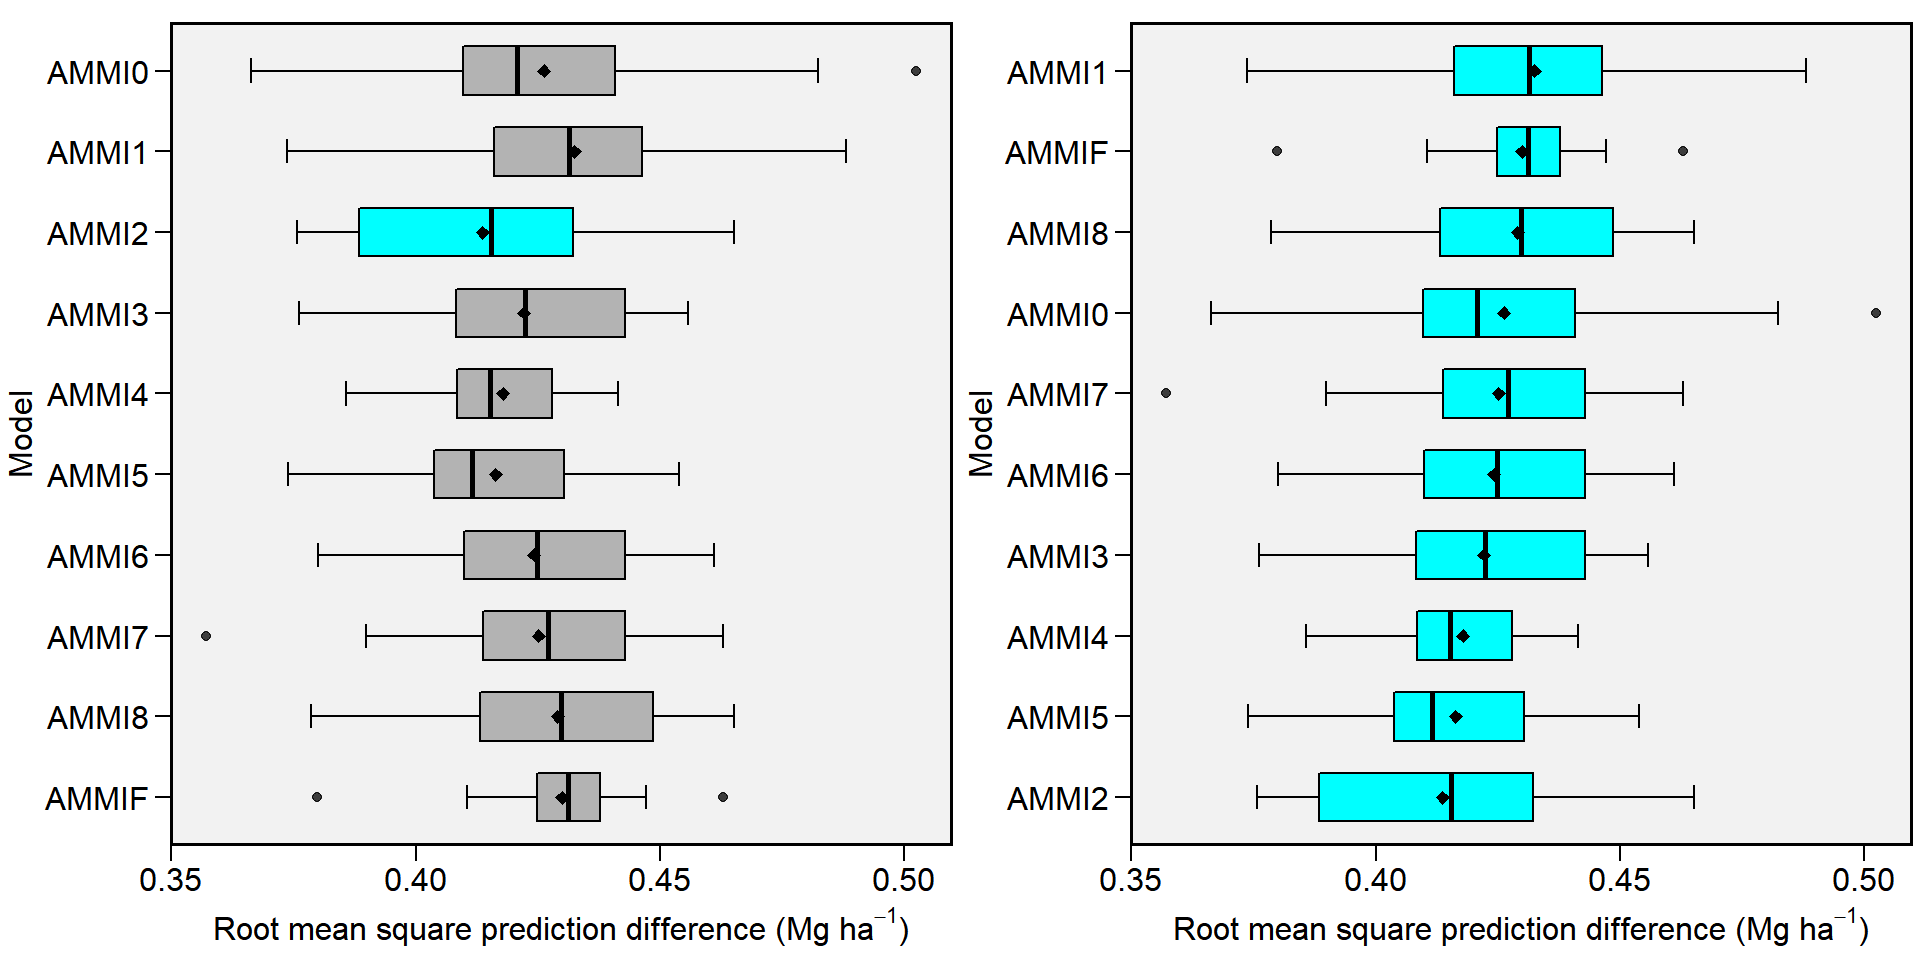 Model
AMMI0
AMMI1
AMMI2
AMMI3
AMMI4
AMMI5
AMMI6
AMMI7
AMMI8
AMMIF
0.35 0.40 0.45 0.50
Root mean square prediction difference (Mg ha⁻¹)
Model
AMMI1
AMMIF
AMMI8
AMMI0
AMMI7
AMMI6
AMMI3
AMMI4
AMMI5
AMMI2
0.35 0.40 0.45 0.50
Root mean square prediction difference (Mg ha⁻¹)